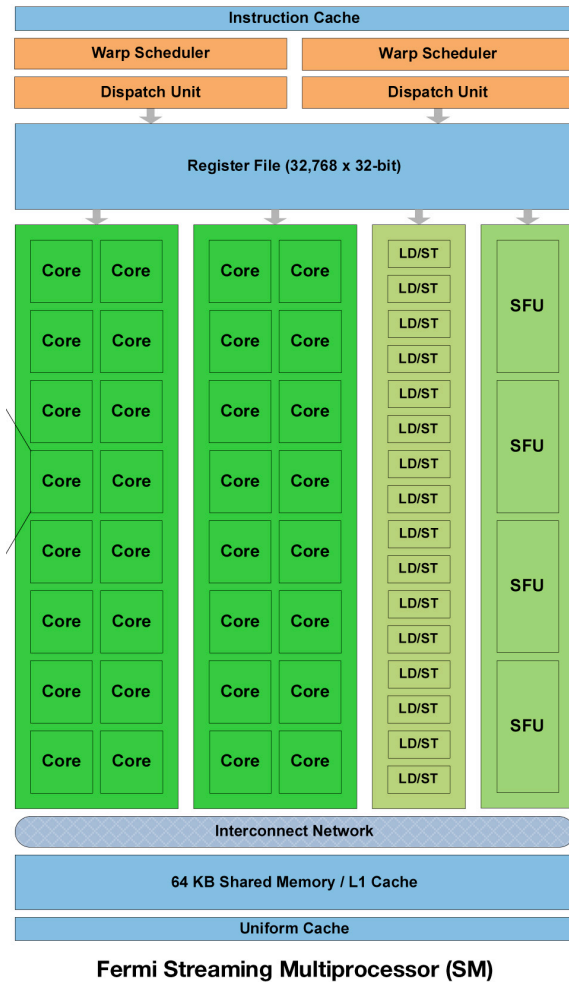 Instruction Cache
Warp Scheduler Warp Scheduler
Dispatch Unit Dispatch Unit
Register File (32,768 x 32-bit)
Core Core Core Core LD/ST SFU
LD/ST
Core Core Core Core LD/ST
LD/ST
Core Core Core Core LD/ST SFU
LD/ST
Core Core Core Core LD/ST
LD/ST
Core Core Core Core LD/ST SFU
LD/ST
Core Core Core Core LD/ST
LD/ST
Core Core Core Core LD/ST SFU
LD/ST
Core Core Core Core LD/ST
LD/ST
Interconnect Network
64 KB Shared Memory / L1 Cache
Uniform Cache
Fermi Streaming Multiprocessor (SM)